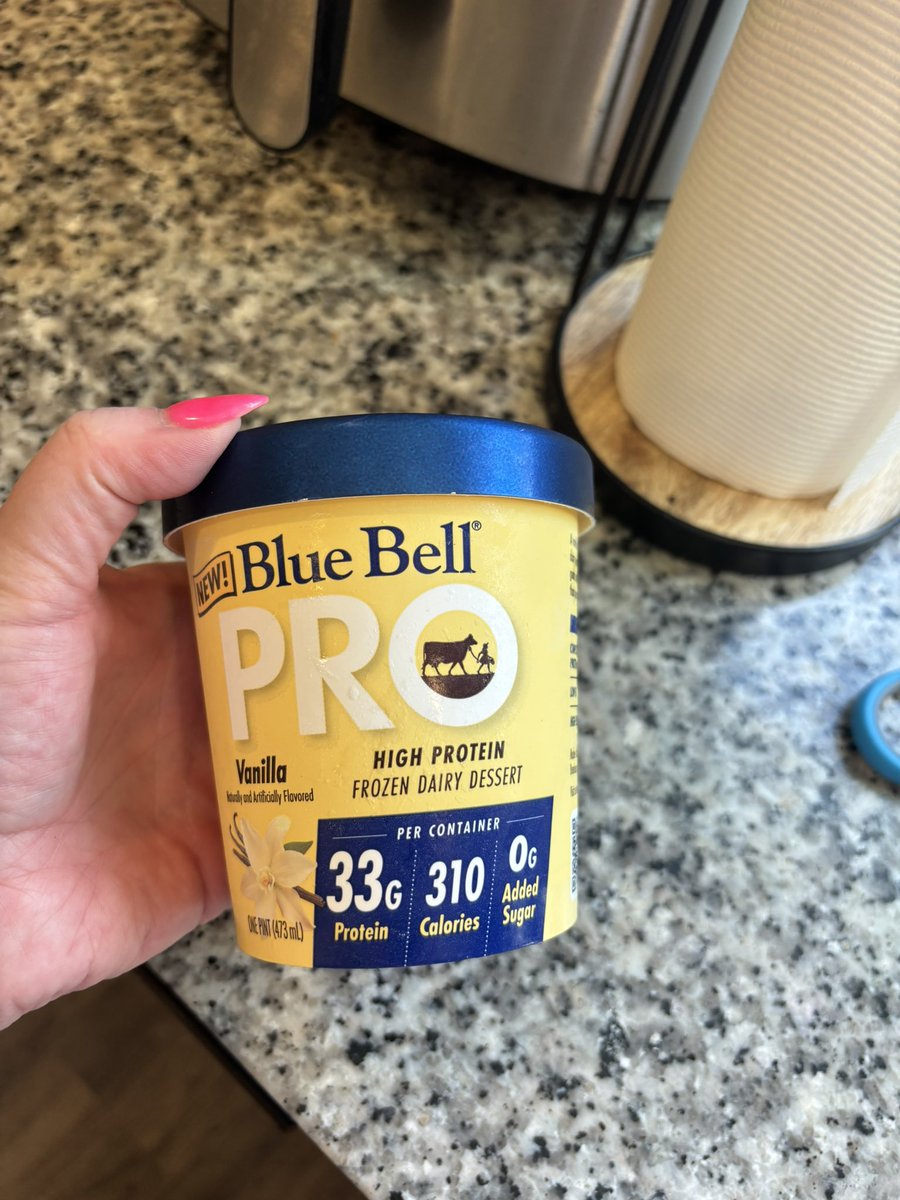 NEW!
Blue Bell®
PRO
HIGH PROTEIN
FROZEN DAIRY DESSERT
Vanilla
Naturally and Artificially Flavored
PER CONTAINER
33G
Protein
310
Calories
0G
Added
Sugar
ONE PINT (473 mL)